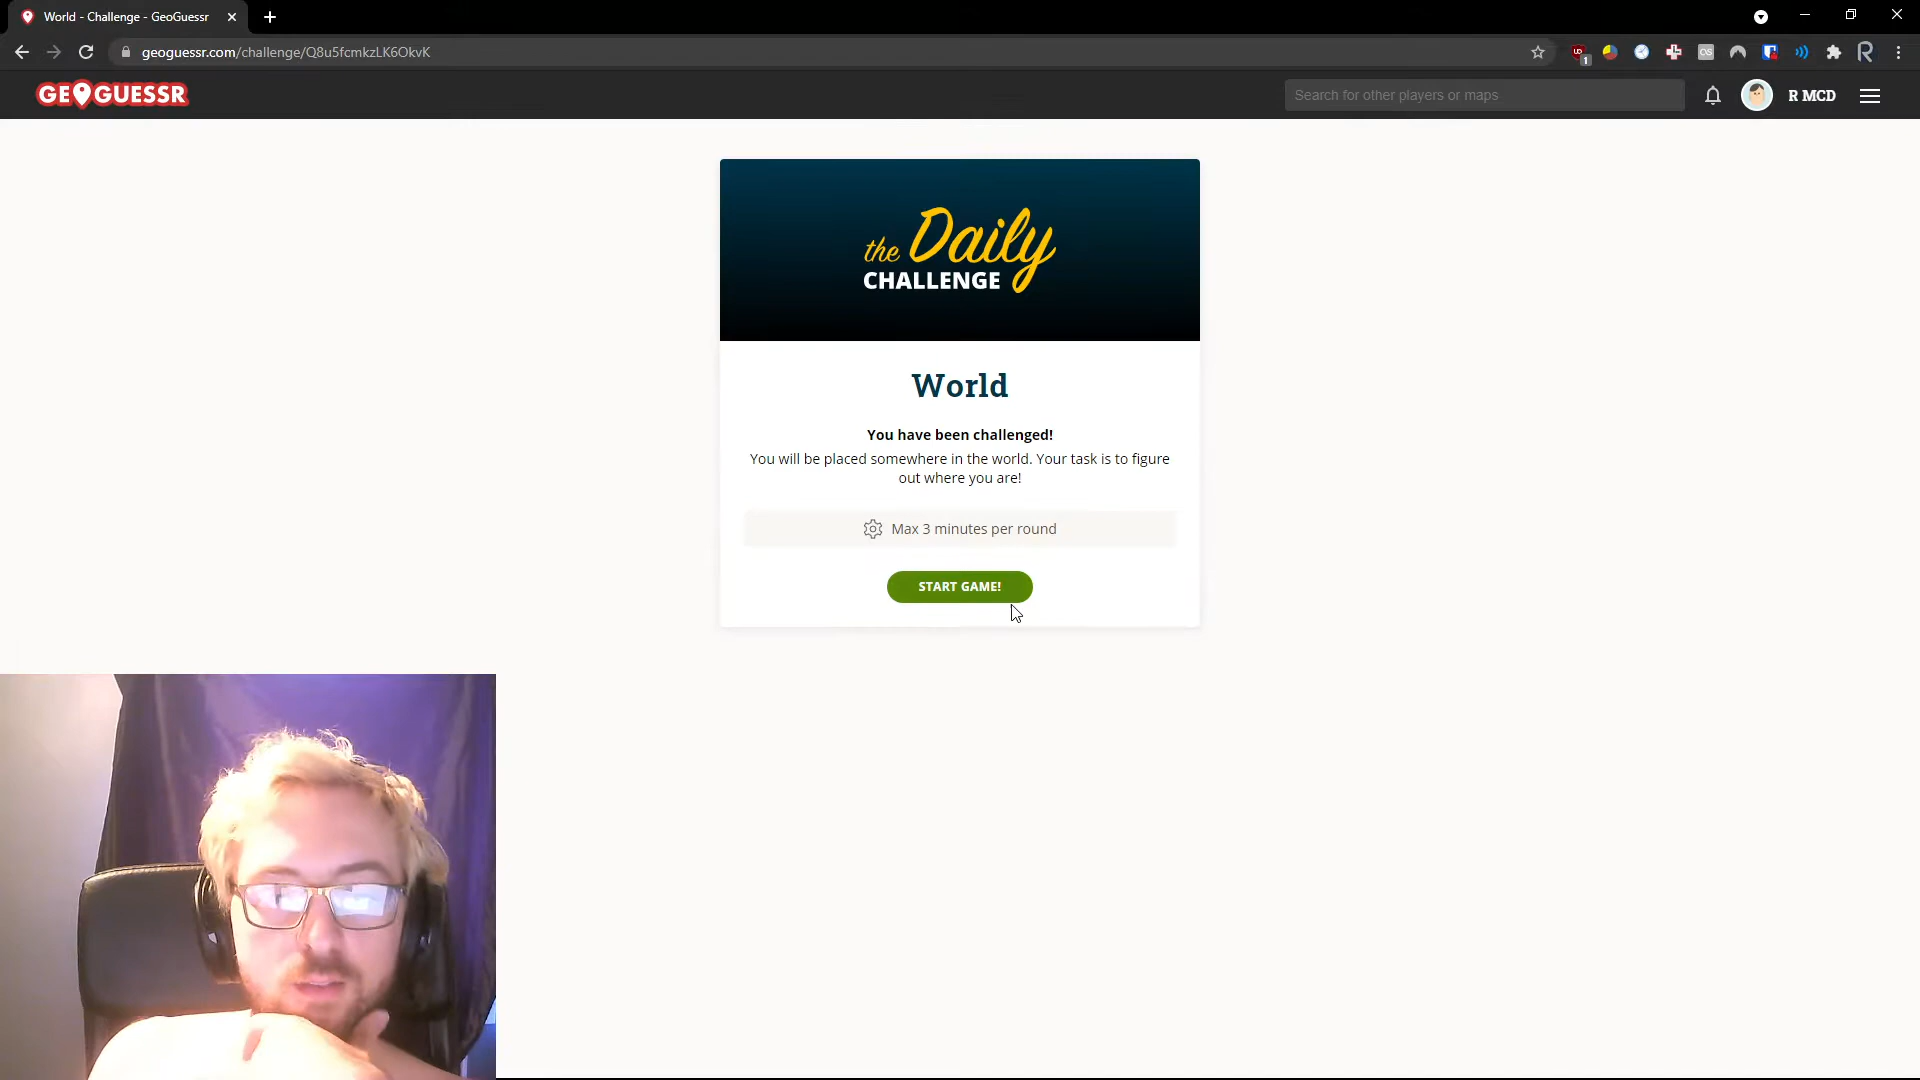 World - Challenge - GeoGuessr
geoguessr.com/challenge/Q8u5fcmkzLK6OkvK
1
GEOGUESSR
Search for other players or maps
R MCD
the Daily
CHALLENGE
World
You have been challenged!
You will be placed somewhere in the world. Your task is to figure
out where you are!
Max 3 minutes per round
START GAME!